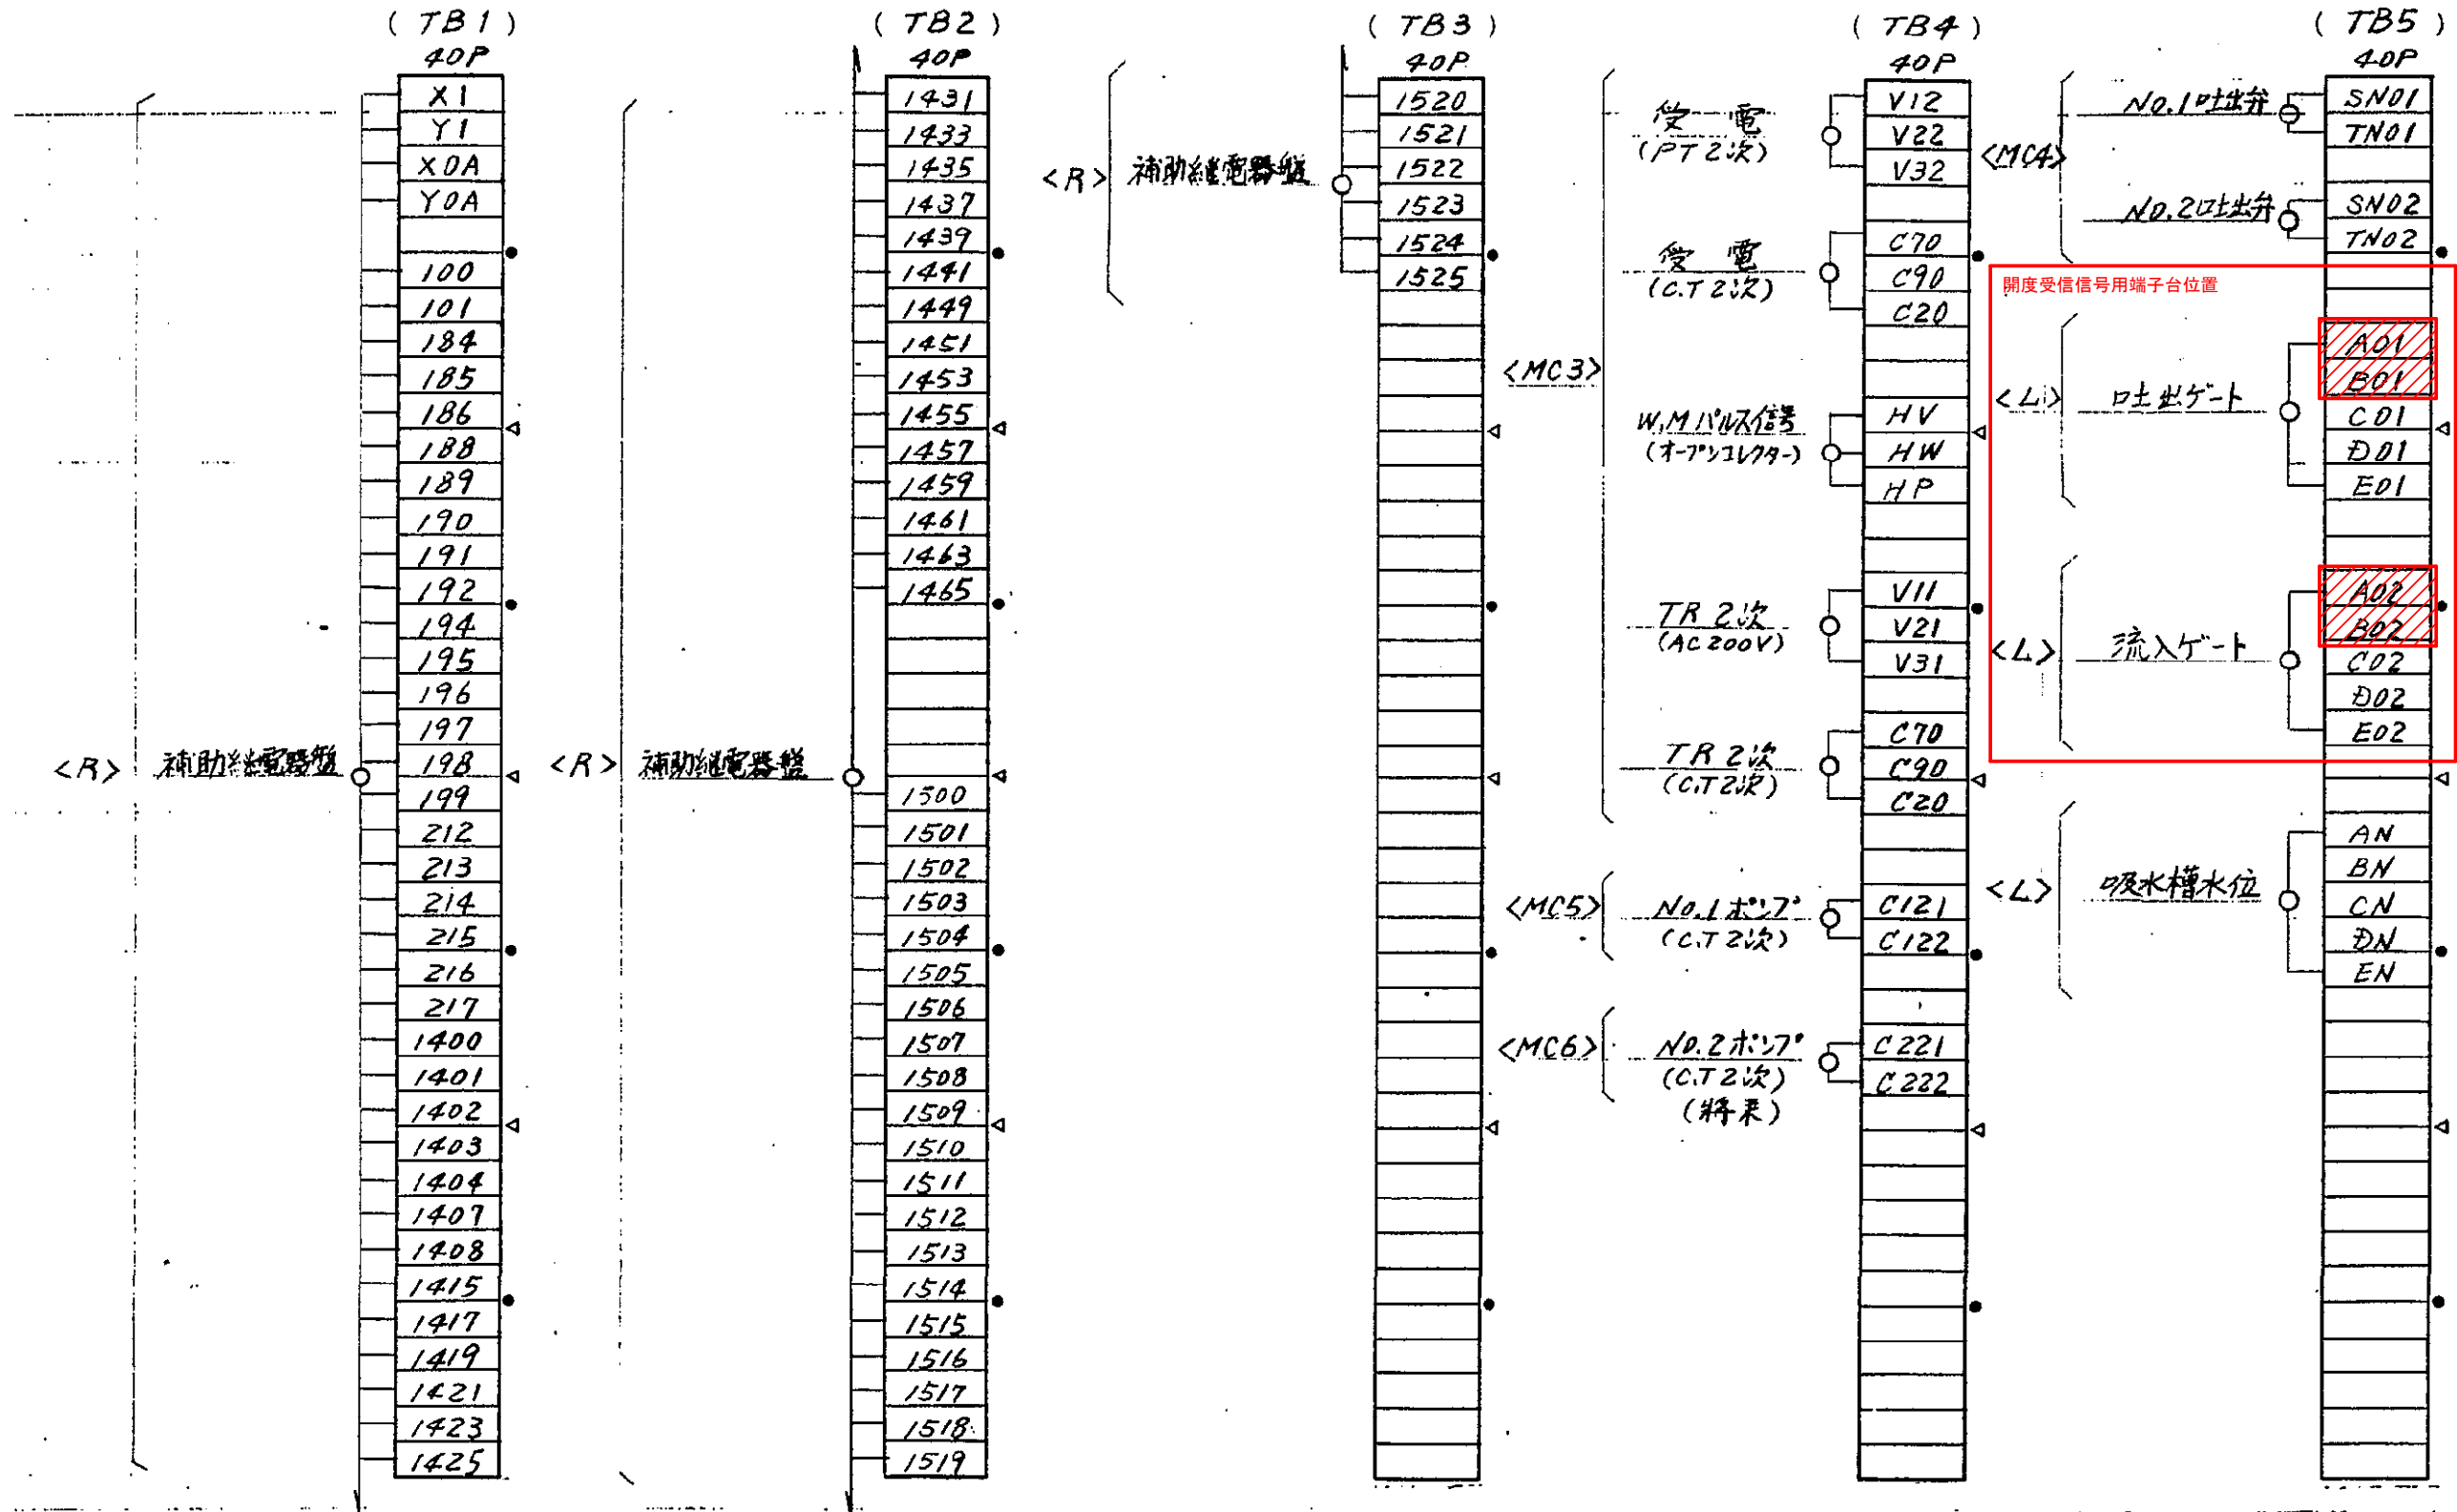 (TB1)
40P
X1
Y1
X0A
Y0A
100
101
184
185
186
188
189
190
191
192
194
195
196
197
198
199
212
213
214
215
216
217
1400
1401
1402
1403
1404
1407
1408
1415
1417
1419
1421
1423
1425
<R> 補助継電器盤
(TB2)
40P
1431
1433
1435
1437
1439
1441
1449
1451
1453
1455
1457
1459
1461
1463
1465
1500
1501
1502
1503
1504
1505
1506
1507
1508
1509
1510
1511
1512
1513
1514
1515
1516
1517
1518
1519
<R> 補助継電器盤
(TB3)
40P
1520
1521
1522
1523
1524
1525
<R> 補助継電器盤
(TB4)
40P
<MC3>
受電
(PT2次)
V12
V22
V32
受電
(C.T2次)
C70
C90
C20
W.Mパルス信号
(オープンコレクター)
HV
HW
HP
TR2次
(AC200V)
V11
V21
V31
TR2次
(C.T2次)
C70
C90
C20
<MC5>
No.1ポンプ
(C.T2次)
C121
C122
<MC6>
No.2ポンプ
(C.T2次)
(将来)
C221
C222
(TB5)
40P
<MC4>
No.1吐出弁
SN01
TN01
No.2吐出弁
SN02
TN02
開度受信信号用端子台位置
<L> 吐出ゲート
A01
B01
C01
D01
E01
<L> 流入ゲート
A02
B02
C02
D02
E02
<L> 吸水槽水位
AN
BN
CN
DN
EN